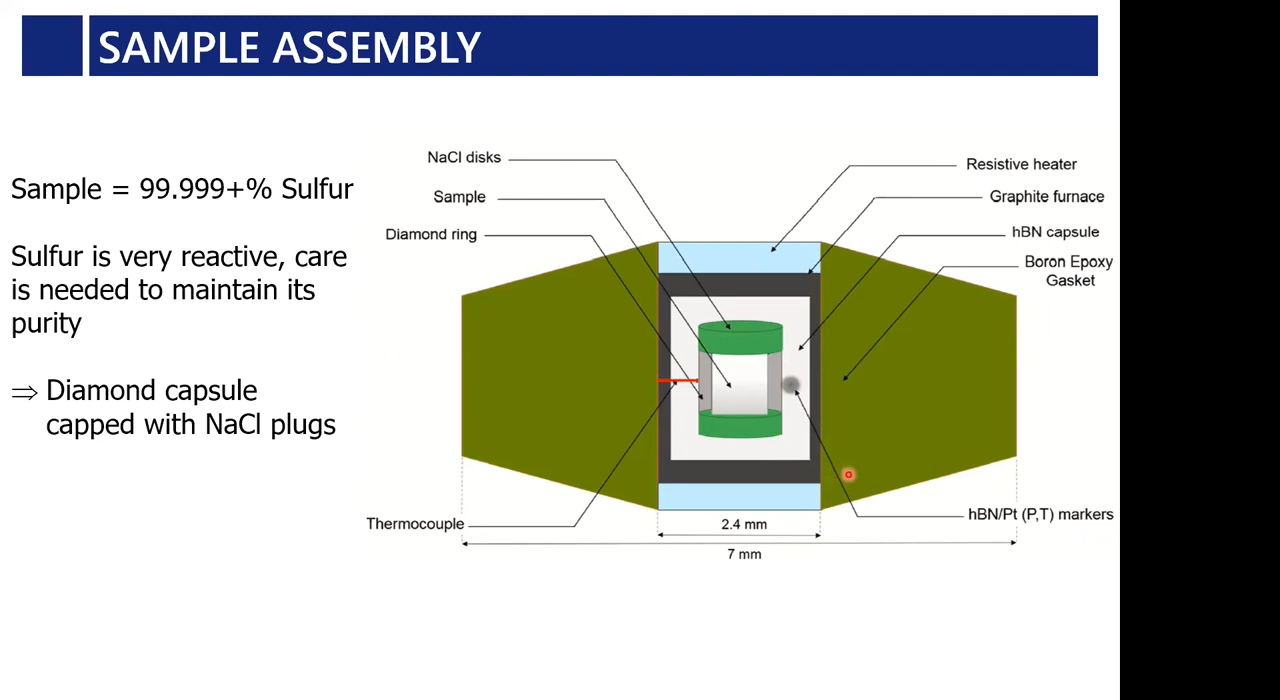 SAMPLE ASSEMBLY
Sample = 99.999+% Sulfur
Sulfur is very reactive, care
is needed to maintain its
purity
⇒ Diamond capsule
capped with NaCl plugs
NaCl disks
Sample
Diamond ring
Thermocouple
Resistive heater
Graphite furnace
hBN capsule
Boron Epoxy
Gasket
hBN/Pt (P,T) markers
2.4 mm
7 mm